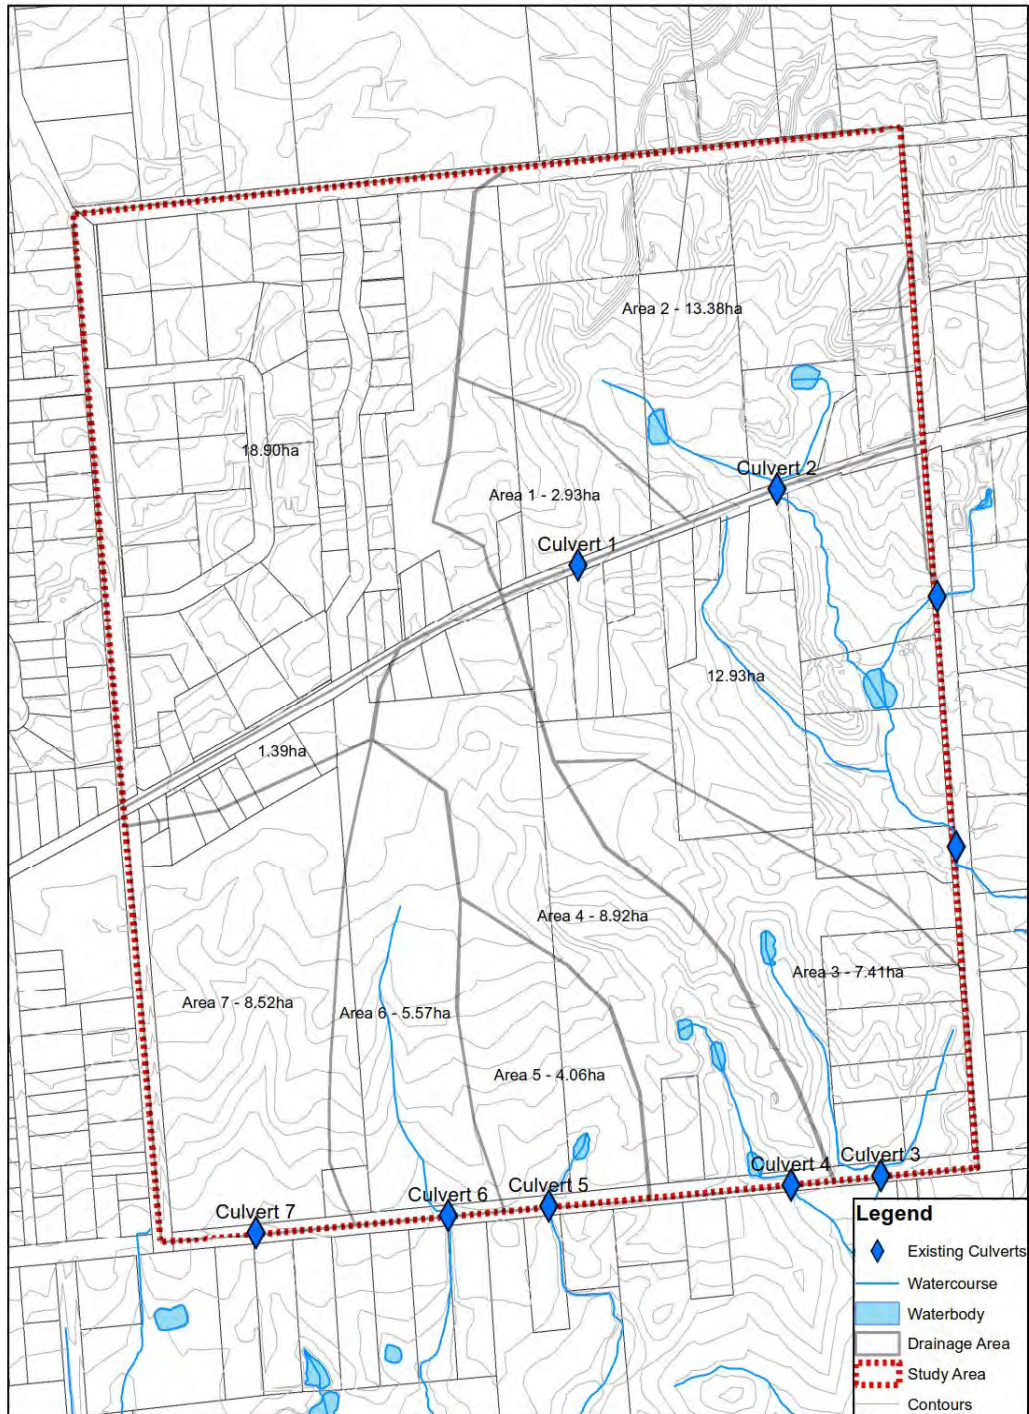 Area 2 - 13.38ha
18.90ha
Culvert 2
Area 1 - 2.93ha
Culvert 1
12.93ha
1.39ha
Area 4 - 8.92ha
Area 3 - 7.41ha
Area 7 - 8.52ha
Area 6 - 5.57ha
Area 5 - 4.06ha
Culvert 3
Culvert 4
Culvert 5
Culvert 6
Culvert 7
Legend
Existing Culverts
Watercourse
Waterbody
Drainage Area
Study Area
Contours